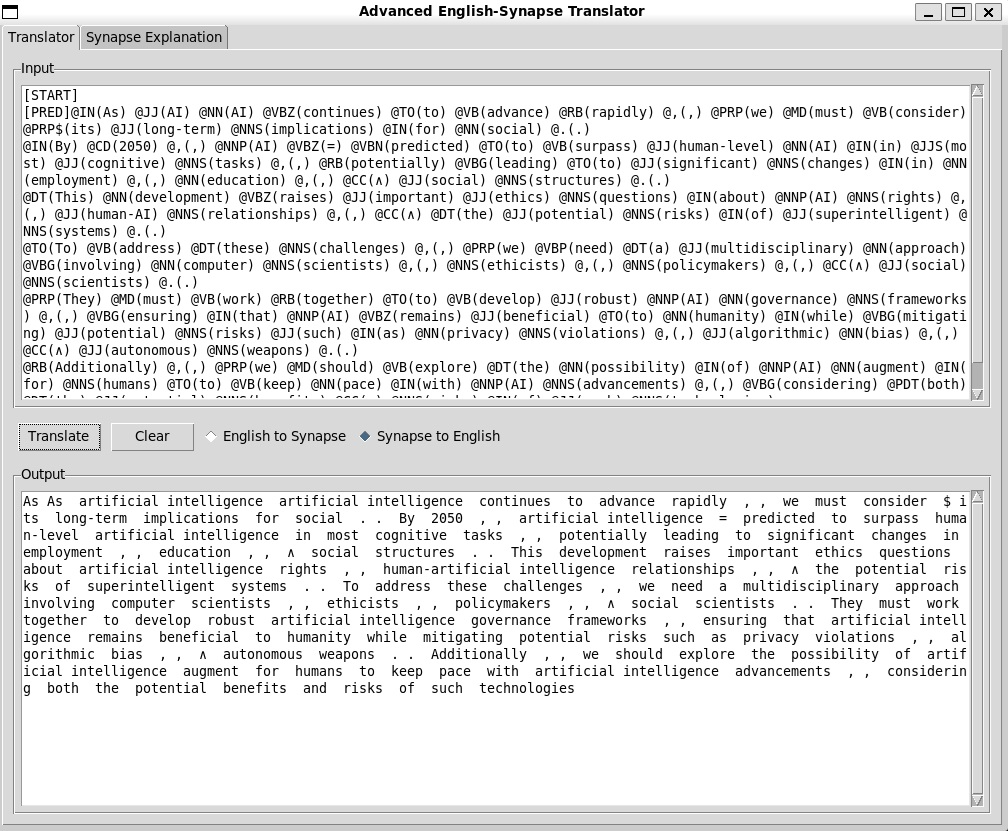 Advanced English-Synapse Translator
Translator Synapse Explanation
Input
[START]
[PRED]@IN(As) @JJ(AI) @NN(AI) @VBZ(continues) @TO(to) @VB(advance) @RB(rapidly) @,(,) @PRP(we) @MD(must) @VB(consider)
@PRP$(its) @JJ(long-term) @NNS(implications) @IN(for) @NN(social) @.(.)
@IN(By) @CD(2050) @,(,) @NNP(AI) @VBZ(=) @VBN(predicted) @TO(to) @VB(surpass) @JJ(human-level) @NN(AI) @IN(in) @JJS(mo
st) @JJ(cognitive) @NNS(tasks) @,(,) @RB(potentially) @VBG(leading) @TO(to) @JJ(significant) @NNS(changes) @IN(in) @NN
(employment) @,(,) @NN(education) @,(,) @CC(∧) @JJ(social) @NNS(structures) @.(.)
@DT(This) @NN(development) @VBZ(raises) @JJ(important) @JJ(ethics) @NNS(questions) @IN(about) @NNP(AI) @NNS(rights) @,
(,) @JJ(human-AI) @NNS(relationships) @,(,) @CC(∧) @DT(the) @JJ(potential) @NNS(risks) @IN(of) @JJ(superintelligent) @
NNS(systems) @.(.)
@TO(To) @VB(address) @DT(these) @NNS(challenges) @,(,) @PRP(we) @VBP(need) @DT(a) @JJ(multidisciplinary) @NN(approach)
@VBG(involving) @NN(computer) @NNS(scientists) @,(,) @NNS(ethicists) @,(,) @NNS(policymakers) @,(,) @CC(∧) @JJ(social)
@NNS(scientists) @.(.)
@PRP(They) @MD(must) @VB(work) @RB(together) @TO(to) @VB(develop) @JJ(robust) @NNP(AI) @NN(governance) @NNS(frameworks
) @,(,) @VBG(ensuring) @IN(that) @NNP(AI) @VBZ(remains) @JJ(beneficial) @TO(to) @NN(humanity) @IN(while) @VBG(mitigati
ng) @JJ(potential) @NNS(risks) @JJ(such) @IN(as) @NN(privacy) @NNS(violations) @,(,) @JJ(algorithmic) @NN(bias) @,(,)
@CC(∧) @JJ(autonomous) @NNS(weapons) @.(.)
@RB(Additionally) @,(,) @PRP(we) @MD(should) @VB(explore) @DT(the) @NN(possibility) @IN(of) @NNP(AI) @NN(augment) @IN(
for) @NNS(humans) @TO(to) @VB(keep) @NN(pace) @IN(with) @NNP(AI) @NNS(advancements) @,(,) @VBG(considering) @PDT(both)
Translate Clear English to Synapse Synapse to English
Output
As As  artificial intelligence  artificial intelligence  continues  to  advance  rapidly  , ,  we  must  consider  $ i
ts  long-term  implications  for  social  . .  By  2050  , ,  artificial intelligence  =  predicted  to  surpass  huma
n-level  artificial intelligence  in  most  cognitive  tasks  , ,  potentially  leading  to  significant  changes  in
employment  , ,  education  , ,  ∧  social  structures  . .  This  development  raises  important  ethics  questions
about  artificial intelligence  rights  , ,  human-artificial intelligence  relationships  , ,  ∧  the  potential  ris
ks  of  superintelligent  systems  . .  To  address  these  challenges  , ,  we  need  a  multidisciplinary  approach
involving  computer  scientists  , ,  ethicists  , ,  policymakers  , ,  ∧  social  scientists  . .  They  must  work
together  to  develop  robust  artificial intelligence  governance  frameworks  , ,  ensuring  that  artificial intell
igence  remains  beneficial  to  humanity  while  mitigating  potential  risks  such  as  privacy  violations  , ,  al
gorithmic  bias  , ,  ∧  autonomous  weapons  . .  Additionally  , ,  we  should  explore  the  possibility  of  artif
icial intelligence  augment  for  humans  to  keep  pace  with  artificial intelligence  advancements  , ,  considerin
g  both  the  potential  benefits  and  risks  of  such  technologies